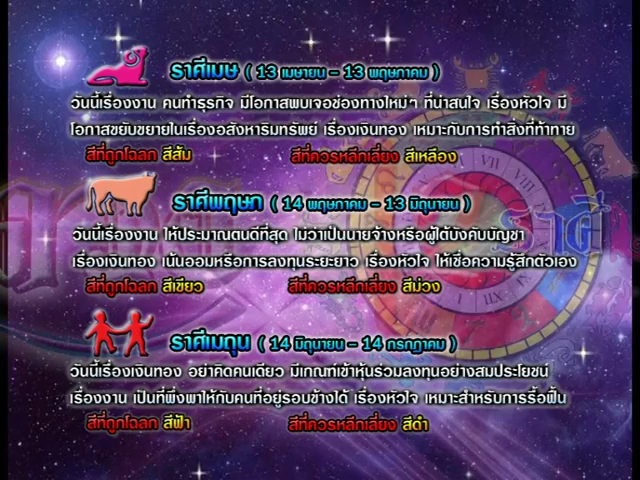 ราศีเมษ ( 13 เมษายน - 13 พฤษภาคม )
วันนี้เรื่องงาน คนทำธุรกิจ มีโอกาสพบเจอช่องทางใหม่ๆ ที่น่าสนใจ เรื่องหัวใจ มี
โอกาสขยับขยายในเรื่องอสังหาริมทรัพย์ เรื่องเงินทอง เหมาะกับการทำสิ่งที่ท้าทาย
สีที่ถูกโฉลก สีส้ม สีที่ควรหลีกเลี่ยง สีเหลือง
ราศีพฤษภ ( 14 พฤษภาคม - 13 มิถุนายน )
วันนี้เรื่องงาน ให้ประมาณตนดีที่สุด ไม่ว่าเป็นนายจ้างหรือผู้ใต้บังคับบัญชา
เรื่องเงินทอง เน้นออมหรือการลงทุนระยะยาว เรื่องหัวใจ ให้เชื่อความรู้สึกตัวเอง
สีที่ถูกโฉลก สีเขียว สีที่ควรหลีกเลี่ยง สีม่วง
ราศีเมถุน ( 14 มิถุนายน - 14 กรกฎาคม )
วันนี้เรื่องเงินทอง อย่าคิดคนเดียว มีเกณฑ์เข้าหุ้นร่วมลงทุนอย่างสมประโยชน์
เรื่องงาน เป็นที่พึ่งพาให้กับคนที่อยู่รอบข้างได้ เรื่องหัวใจ เหมาะสำหรับการรื้อฟื้น
สีที่ถูกโฉลก สีฟ้า สีที่ควรหลีกเลี่ยง สีดำ